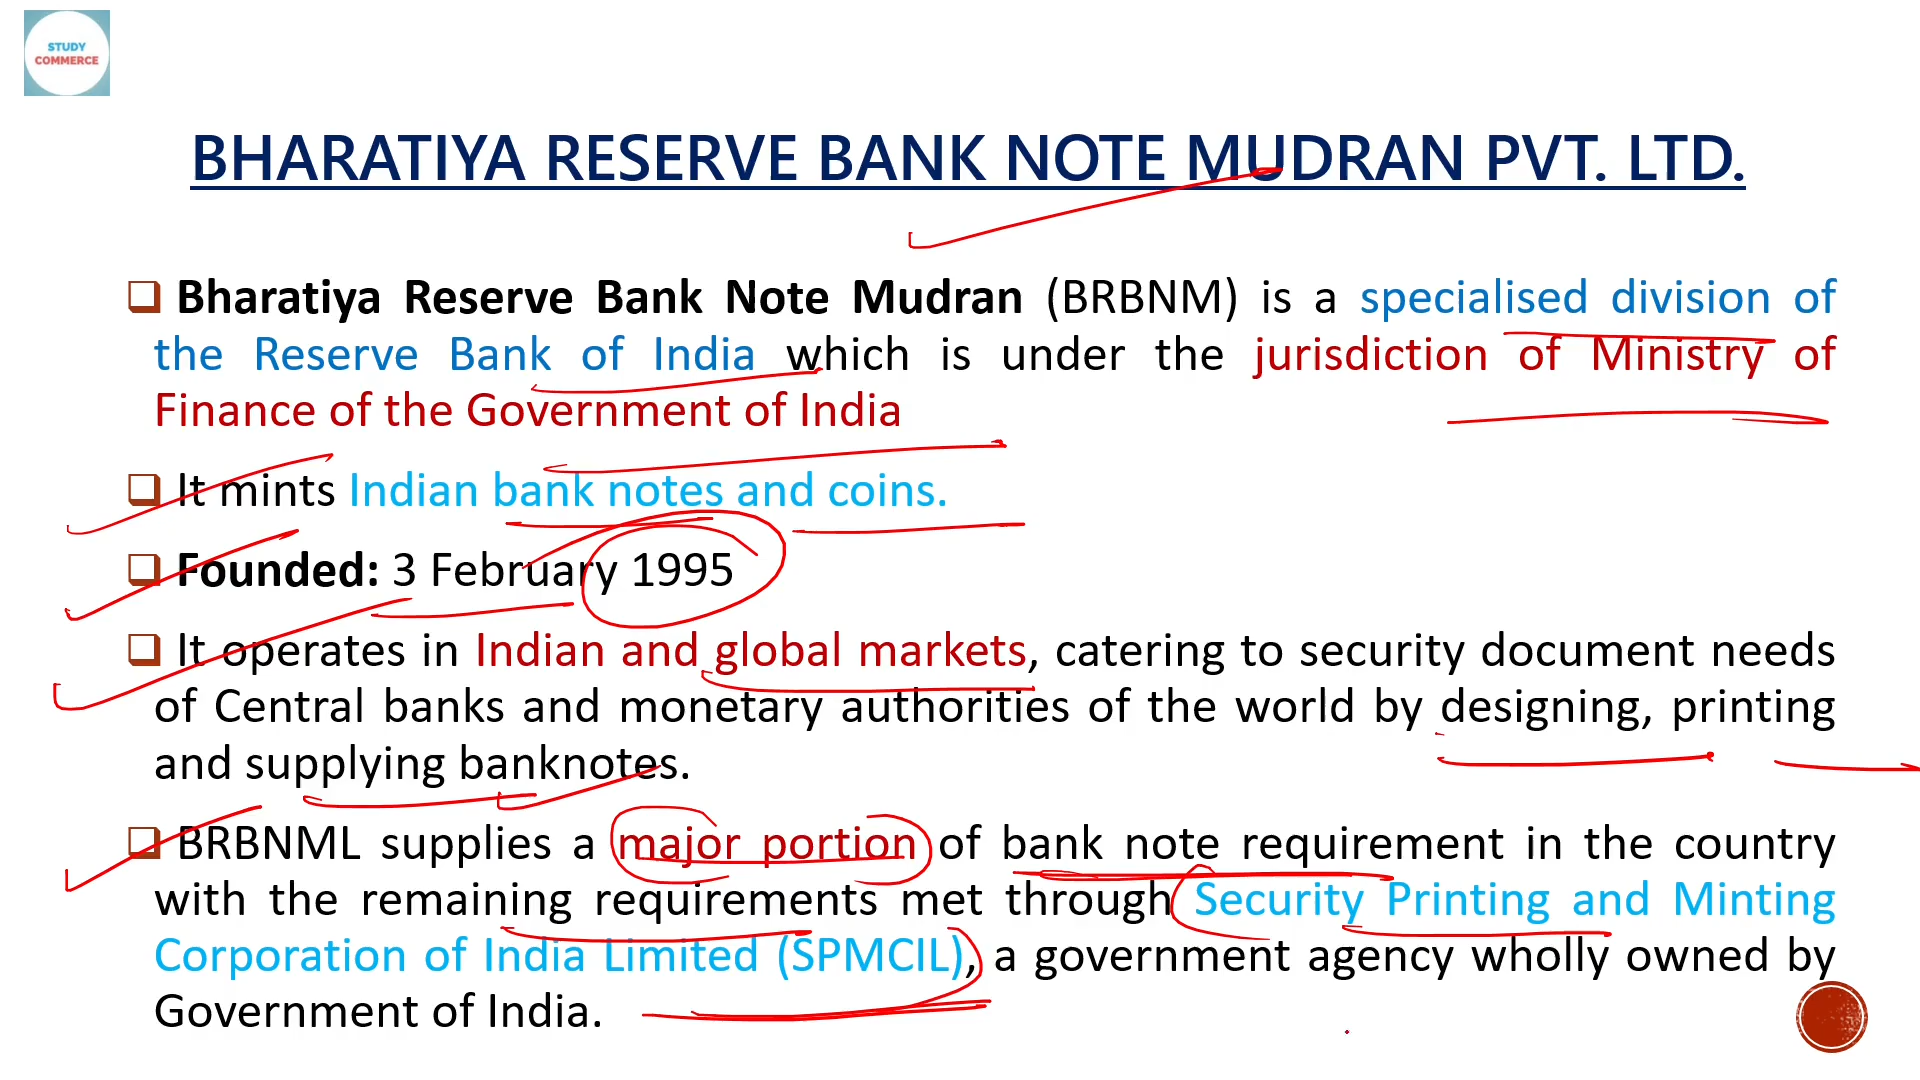 STUDY
COMMERCE
BHARATIYA RESERVE BANK NOTE MUDRAN PVT. LTD.
Bharatiya Reserve Bank Note Mudran (BRBNM) is a specialised division of
the Reserve Bank of India which is under the jurisdiction of Ministry of
Finance of the Government of India
It mints Indian bank notes and coins.
Founded: 3 February 1995
It operates in Indian and global markets, catering to security document needs
of Central banks and monetary authorities of the world by designing, printing
and supplying banknotes.
BRBNML supplies a major portion of bank note requirement in the country
with the remaining requirements met through Security Printing and Minting
Corporation of India Limited (SPMCIL), a government agency wholly owned by
Government of India.